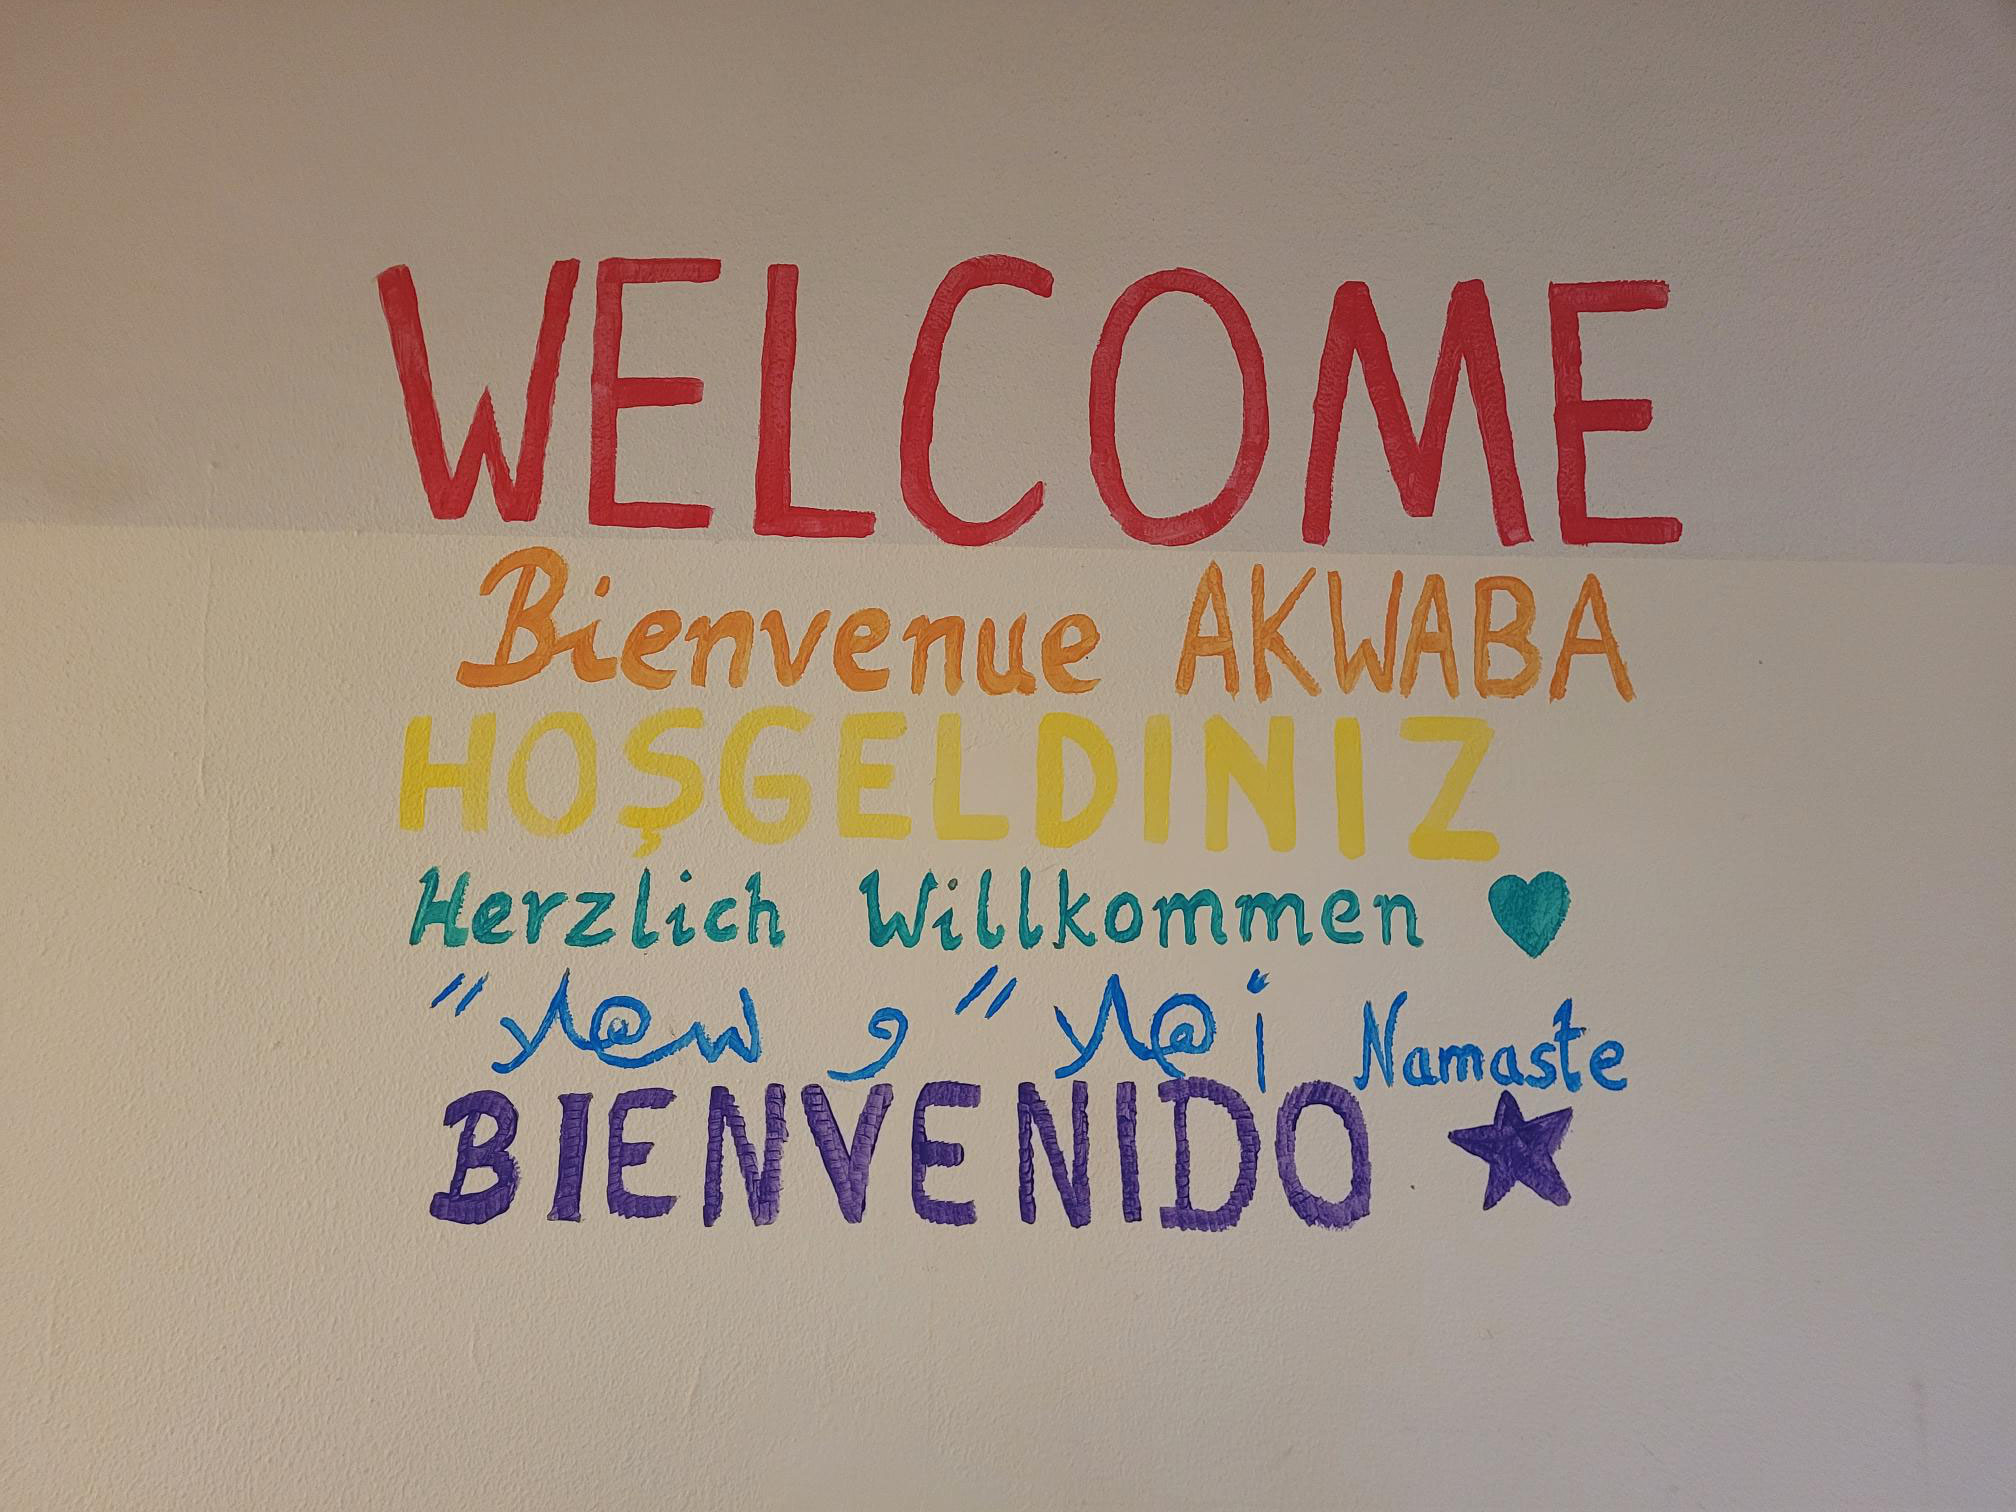 WELCOME
Bienvenue AKWABA
HOŞGELDINIZ
Herzlich Willkommen
أهلاً و سهلاً Namaste
BIENVENIDO